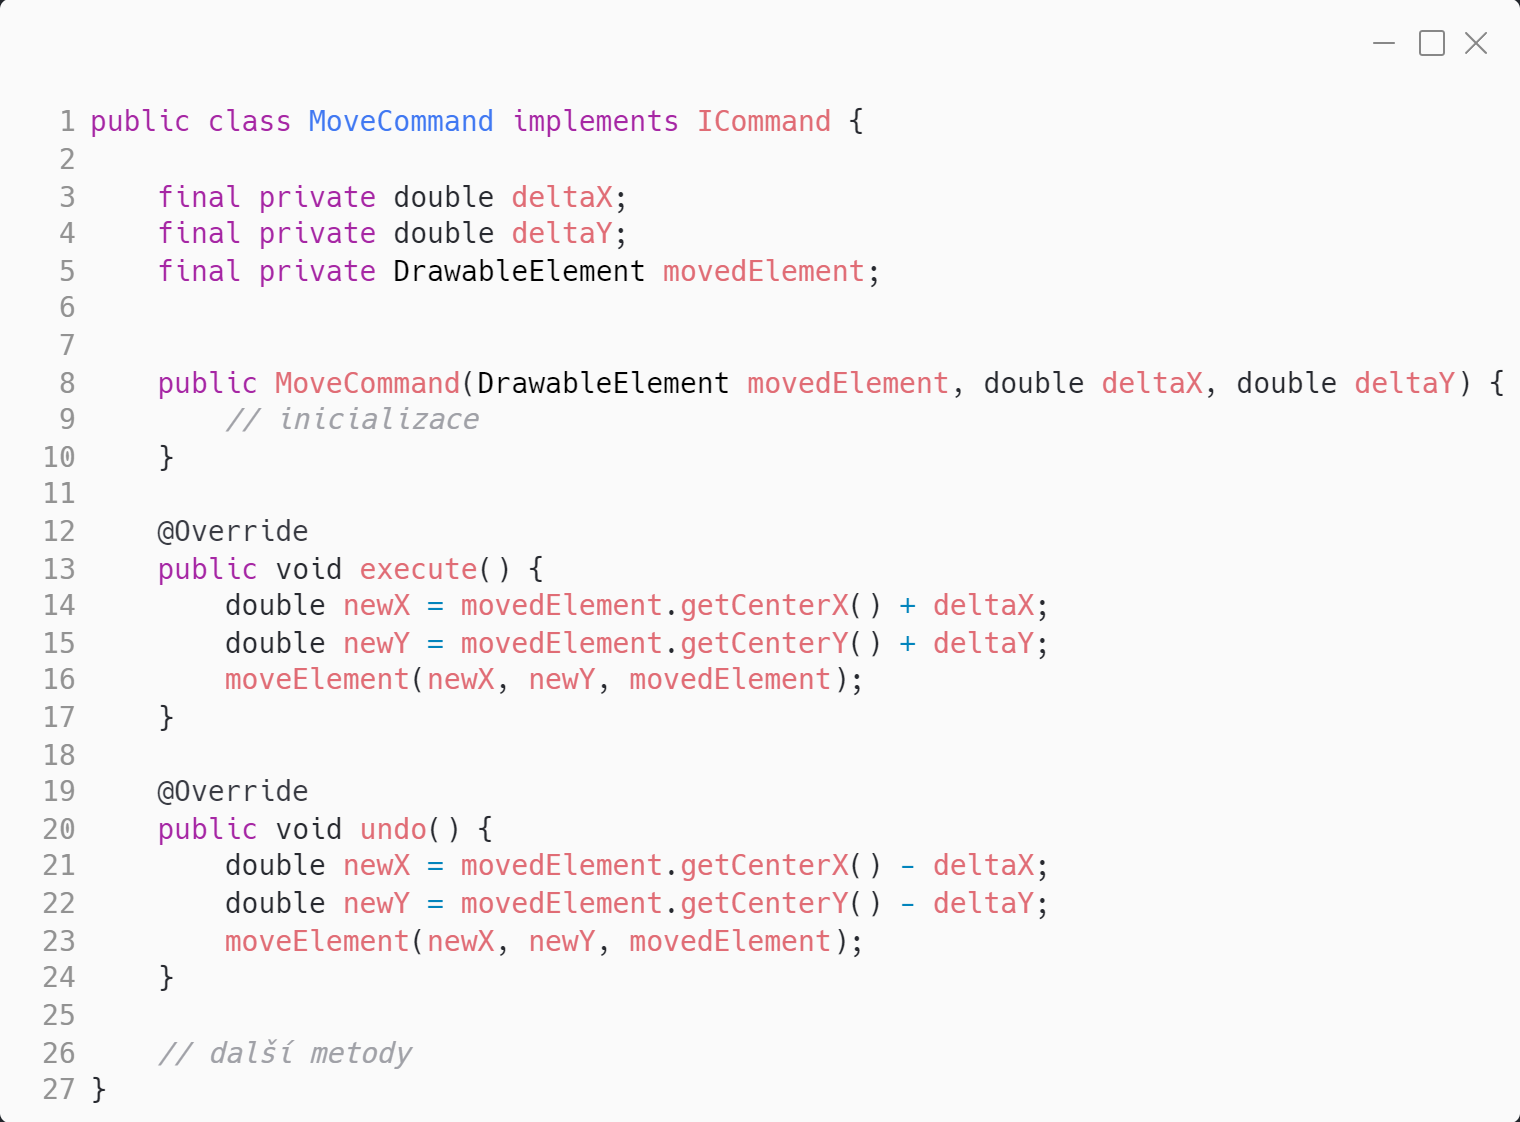 1 public class MoveCommand implements ICommand {
2
3     final private double deltaX;
4     final private double deltaY;
5     final private DrawableElement movedElement;
6
7
8     public MoveCommand(DrawableElement movedElement, double deltaX, double deltaY) {
9         // inicializace
10     }
11
12     @Override
13     public void execute() {
14         double newX = movedElement.getCenterX() + deltaX;
15         double newY = movedElement.getCenterY() + deltaY;
16         moveElement(newX, newY, movedElement);
17     }
18
19     @Override
20     public void undo() {
21         double newX = movedElement.getCenterX() - deltaX;
22         double newY = movedElement.getCenterY() - deltaY;
23         moveElement(newX, newY, movedElement);
24     }
25
26     // další metody
27 }